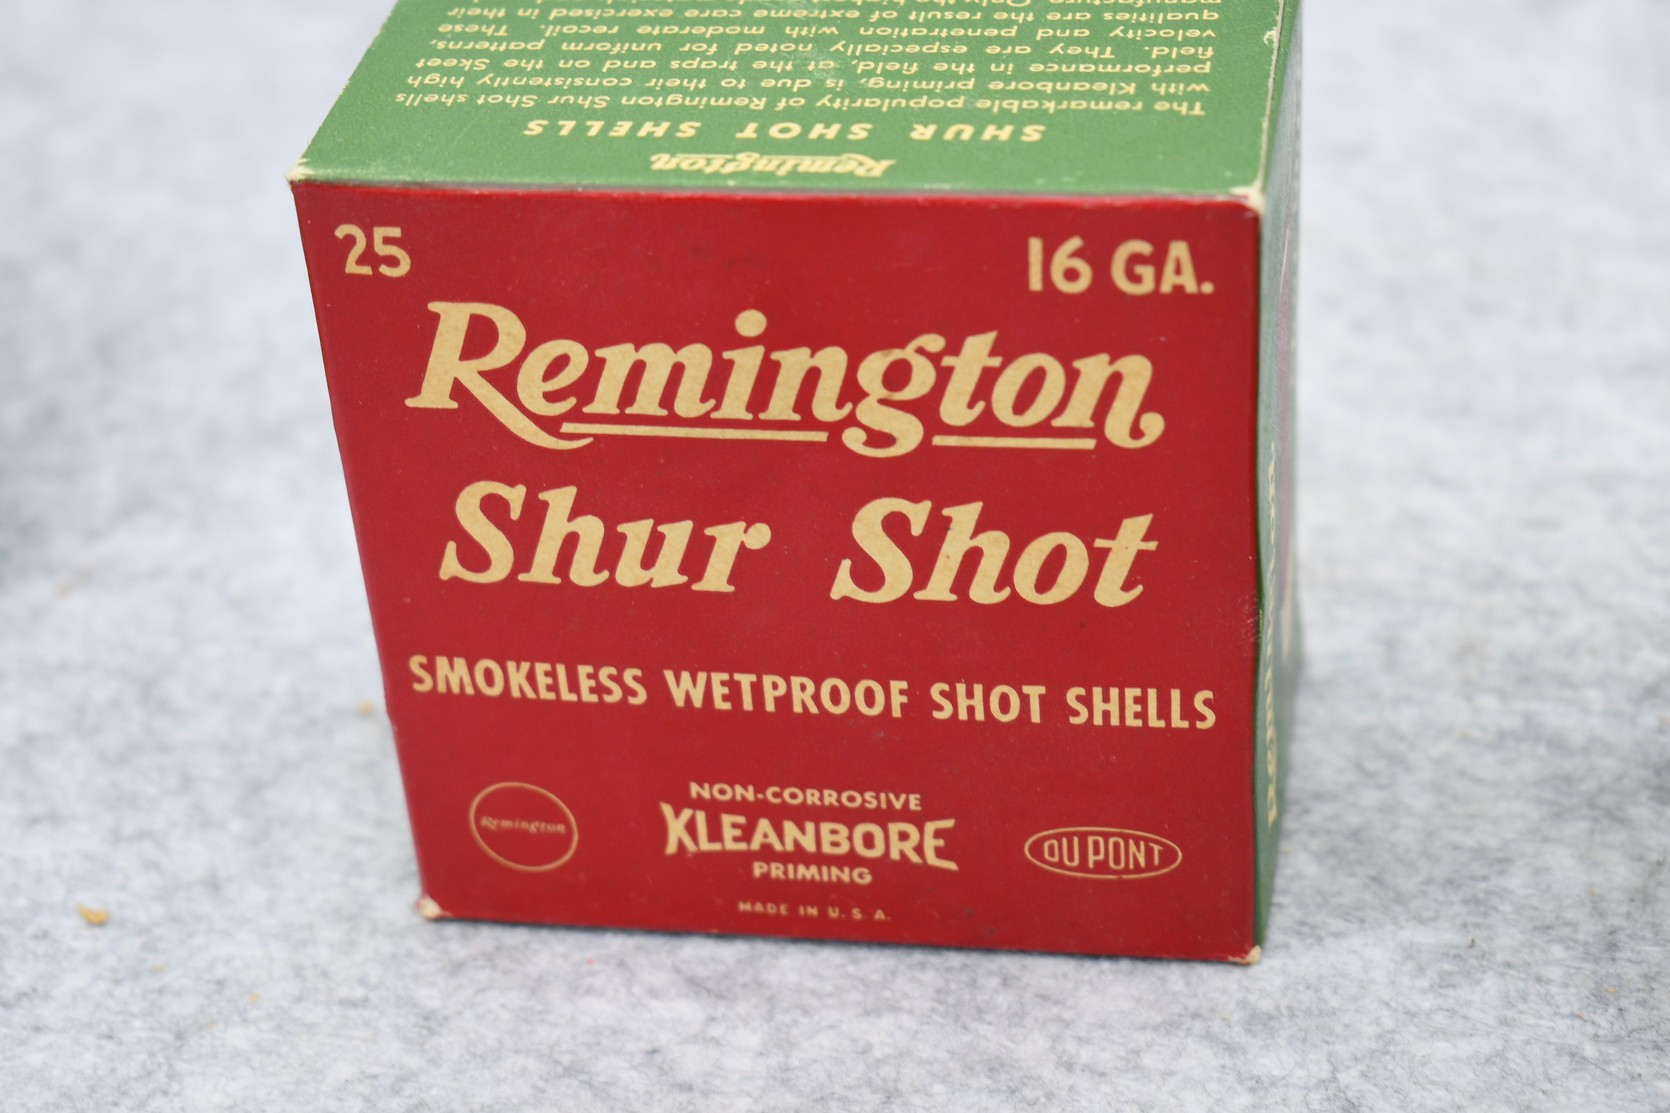 qualities are the result of extreme care exercised in their
velocity and penetration with moderate recoil. These
field. They are especially noted for uniform patterns,
performance in the field, at the traps and on the Skeet
with Kleanbore priming, is due to their consistently high
The remarkable popularity of Remington Shur Shot shells
SHUR SHOT SHELLS
Remington
25
16 GA.
Remington
Shur Shot
SMOKELESS WETPROOF SHOT SHELLS
Remington
NON-CORROSIVE
KLEANBORE
PRIMING
DU PONT
MADE IN U.S.A.